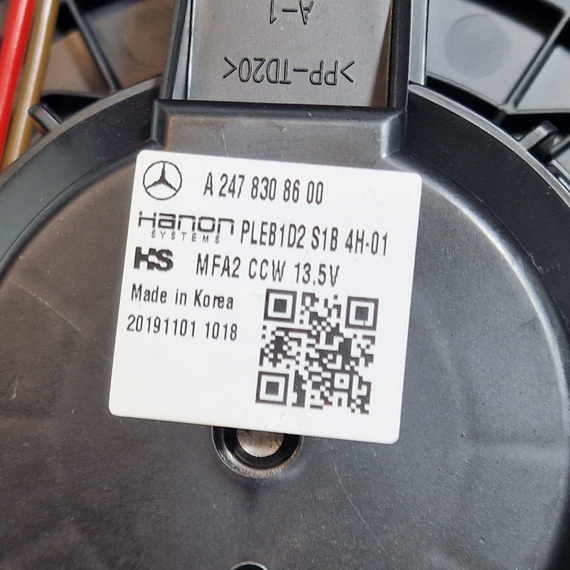 A-1
>PP-TD20<
A 247 830 86 00
Hanon SYSTEMS PLEB1D2 S1B 4H-01
HS MFA2 CCW 13.5V
Made in Korea
20191101 1018